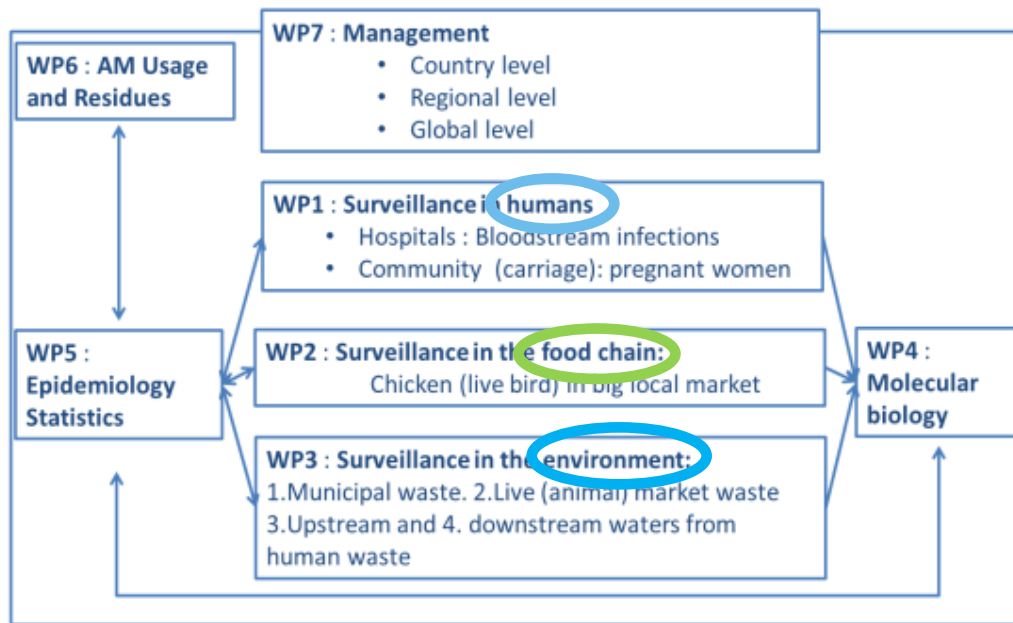 WP7 : Management
• Country level
• Regional level
• Global level
WP6 : AM Usage
and Residues
WP1 : Surveillance in humans
• Hospitals : Bloodstream infections
• Community (carriage): pregnant women
WP5 :
Epidemiology
Statistics
WP2 : Surveillance in the food chain:
Chicken (live bird) in big local market
WP4 :
Molecular
biology
WP3 : Surveillance in the environment:
1.Municipal waste. 2.Live (animal) market waste
3.Upstream and 4. downstream waters from
human waste